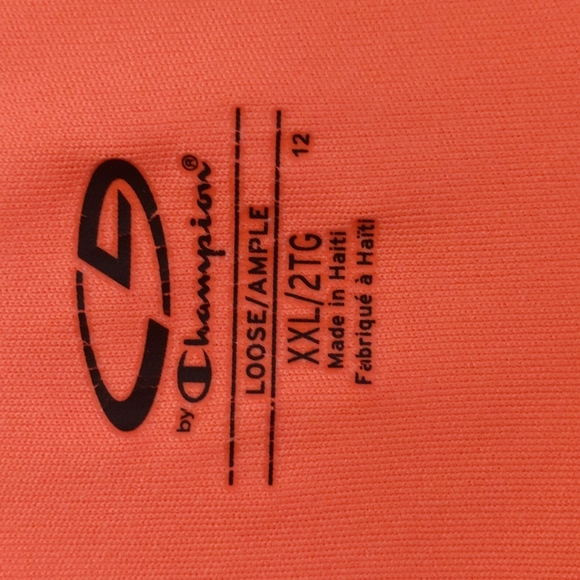 by Champion®
LOOSE/AMPLE
XXL/2TG 12
Made in Haiti
Fabriqué à Haïti